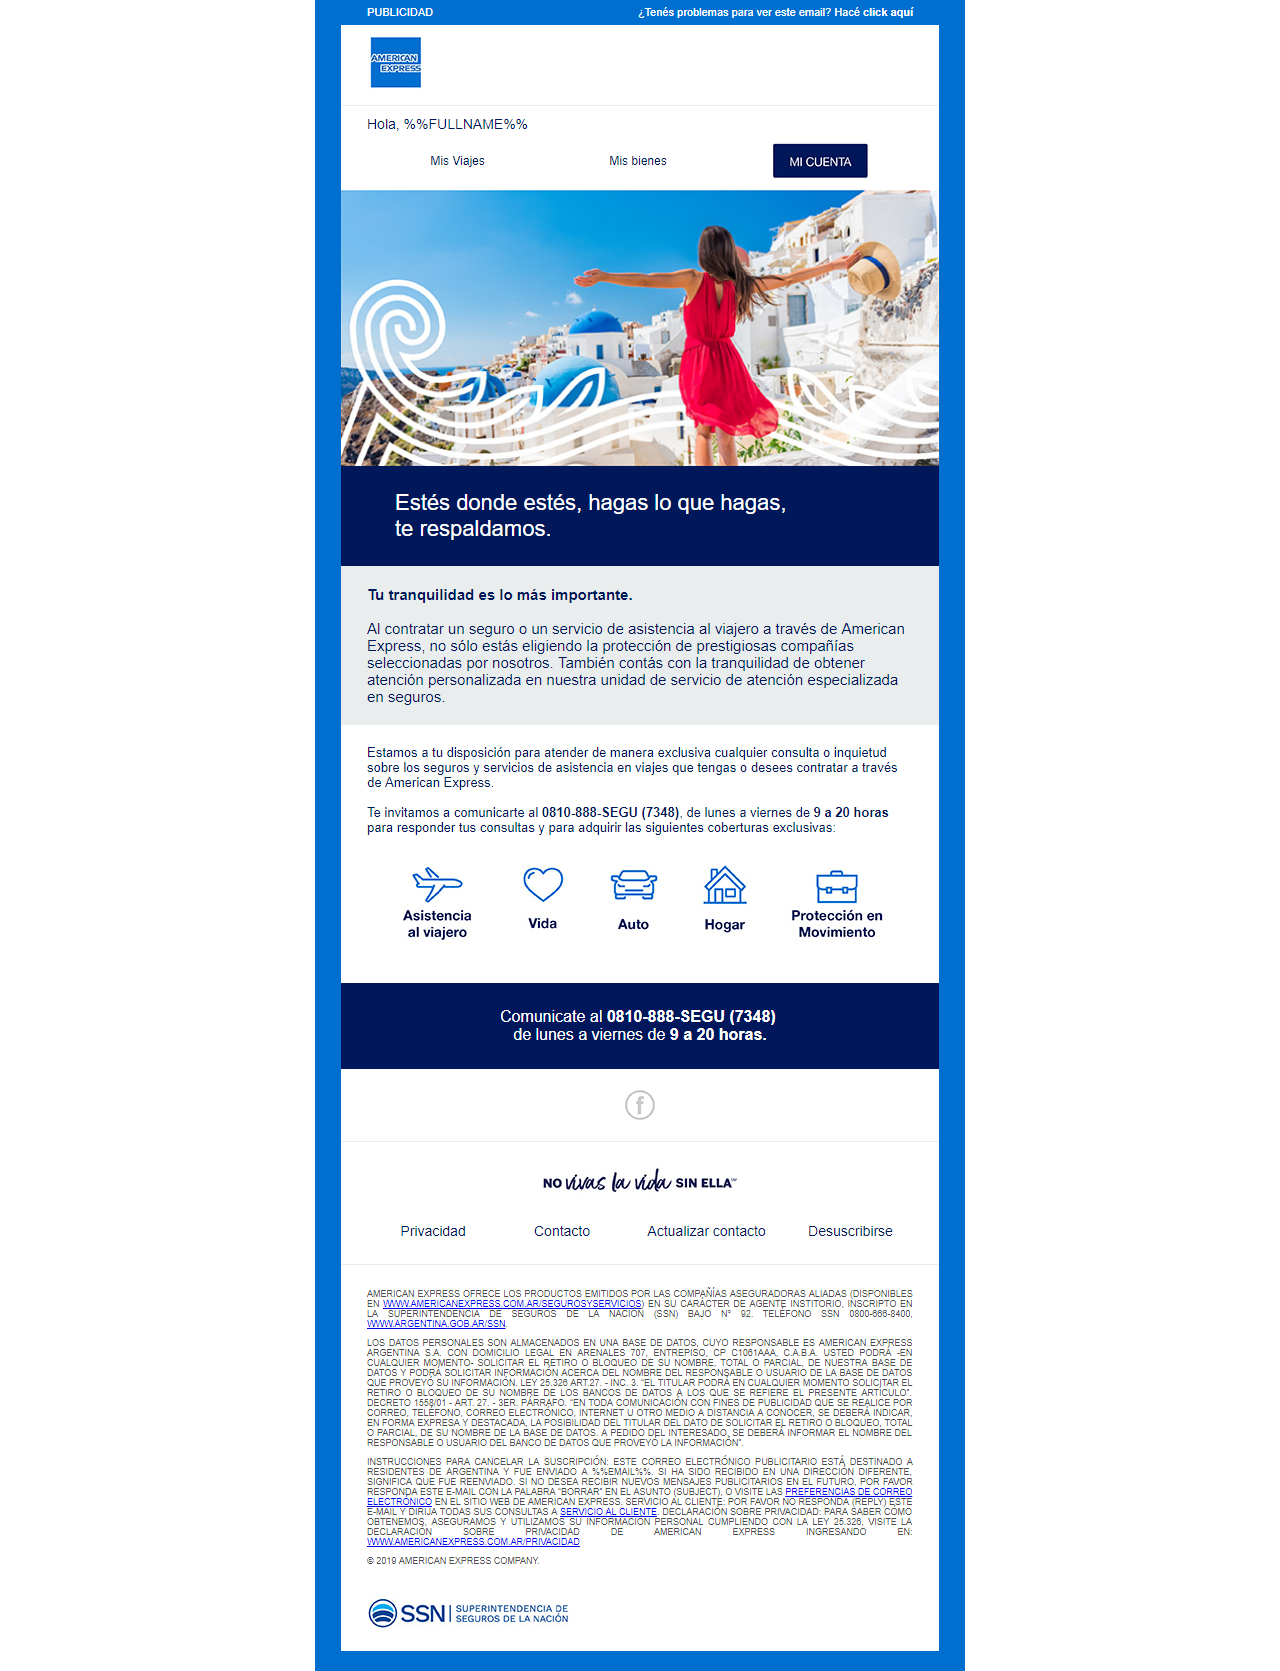 PUBLICIDAD
¿Tenés problemas para ver este email? Hacé click aquí
AMERICAN
EXPRESS
Hola, %%FULLNAME%%
Mis Viajes
Mis bienes
MI CUENTA
Estés donde estés, hagas lo que hagas,
te respaldamos.
Tu tranquilidad es lo más importante.
Al contratar un seguro o un servicio de asistencia al viajero a través de American
Express, no sólo estás eligiendo la protección de prestigiosas compañías
seleccionadas por nosotros. También contás con la tranquilidad de obtener
atención personalizada en nuestra unidad de servicio de atención especializada
en seguros.
Estamos a tu disposición para atender de manera exclusiva cualquier consulta o inquietud
sobre los seguros y servicios de asistencia en viajes que tengas o desees contratar a través
de American Express.
Te invitamos a comunicarte al 0810-888-SEGU (7348), de lunes a viernes de 9 a 20 horas
para responder tus consultas y para adquirir las siguientes coberturas exclusivas:
Asistencia
al viajero
Vida
Auto
Hogar
Protección en
Movimiento
Comunicate al 0810-888-SEGU (7348)
de lunes a viernes de 9 a 20 horas.
f
NO vivas la vida SIN ELLA℠
Privacidad
Contacto
Actualizar contacto
Desuscribirse
AMERICAN EXPRESS OFRECE LOS PRODUCTOS EMITIDOS POR LAS COMPAÑÍAS ASEGURADORAS ALIADAS (DISPONIBLES
EN WWW.AMERICANEXPRESS.COM.AR/SEGUROSYSERVICIOS) EN SU CARÁCTER DE AGENTE INSTITORIO, INSCRIPTO EN
LA SUPERINTENDENCIA DE SEGUROS DE LA NACIÓN (SSN) BAJO N° 92. TELÉFONO SSN 0800-666-8400,
WWW.ARGENTINA.GOB.AR/SSN.
LOS DATOS PERSONALES SON ALMACENADOS EN UNA BASE DE DATOS, CUYO RESPONSABLE ES AMERICAN EXPRESS
ARGENTINA S.A. CON DOMICILIO LEGAL EN ARENALES 707, ENTREPISO, CP C1061AAA, C.A.B.A. USTED PODRÁ -EN
CUALQUIER MOMENTO- SOLICITAR EL RETIRO O BLOQUEO DE SU NOMBRE, TOTAL O PARCIAL, DE NUESTRA BASE DE
DATOS Y PODRÁ SOLICITAR INFORMACIÓN ACERCA DEL NOMBRE DEL RESPONSABLE O USUARIO DE LA BASE DE DATOS
QUE PROVEYÓ SU INFORMACIÓN. LEY 25.326 ART.27. - INC. 3. "EL TITULAR PODRÁ EN CUALQUIER MOMENTO SOLICITAR EL
RETIRO O BLOQUEO DE SU NOMBRE DE LOS BANCOS DE DATOS A LOS QUE SE REFIERE EL PRESENTE ARTÍCULO".
DECRETO 1558/01 - ART. 27. - 3ER. PÁRRAFO. "EN TODA COMUNICACIÓN CON FINES DE PUBLICIDAD QUE SE REALICE POR
CORREO, TELÉFONO, CORREO ELECTRÓNICO, INTERNET U OTRO MEDIO A DISTANCIA A CONOCER, SE DEBERÁ INDICAR,
EN FORMA EXPRESA Y DESTACADA, LA POSIBILIDAD DEL TITULAR DEL DATO DE SOLICITAR EL RETIRO O BLOQUEO, TOTAL
O PARCIAL, DE SU NOMBRE DE LA BASE DE DATOS. A PEDIDO DEL INTERESADO, SE DEBERÁ INFORMAR EL NOMBRE DEL
RESPONSABLE O USUARIO DEL BANCO DE DATOS QUE PROVEYÓ LA INFORMACIÓN".
INSTRUCCIONES PARA CANCELAR LA SUSCRIPCIÓN: ESTE CORREO ELECTRÓNICO PUBLICITARIO ESTÁ DESTINADO A
RESIDENTES DE ARGENTINA Y FUE ENVIADO A %%EMAIL%%. SI HA SIDO RECIBIDO EN UNA DIRECCIÓN DIFERENTE,
SIGNIFICA QUE FUE REENVIADO. SI NO DESEA RECIBIR NUEVOS MENSAJES PUBLICITARIOS EN EL FUTURO, POR FAVOR
RESPONDA ESTE E-MAIL CON LA PALABRA "BORRAR" EN EL ASUNTO (SUBJECT), O VISITE LAS PREFERENCIAS DE CORREO
ELECTRÓNICO EN EL SITIO WEB DE AMERICAN EXPRESS. SERVICIO AL CLIENTE: POR FAVOR NO RESPONDA (REPLY) ESTE
E-MAIL Y DIRIJA TODAS SUS CONSULTAS A SERVICIO AL CLIENTE. DECLARACIÓN SOBRE PRIVACIDAD: PARA SABER CÓMO
OBTENEMOS, ASEGURAMOS Y UTILIZAMOS SU INFORMACIÓN PERSONAL CUMPLIENDO CON LA LEY 25.326, VISITE LA
DECLARACIÓN SOBRE PRIVACIDAD DE AMERICAN EXPRESS INGRESANDO EN:
WWW.AMERICANEXPRESS.COM.AR/PRIVACIDAD
© 2019 AMERICAN EXPRESS COMPANY.
SSN | SUPERINTENDENCIA DE
SEGUROS DE LA NACIÓN